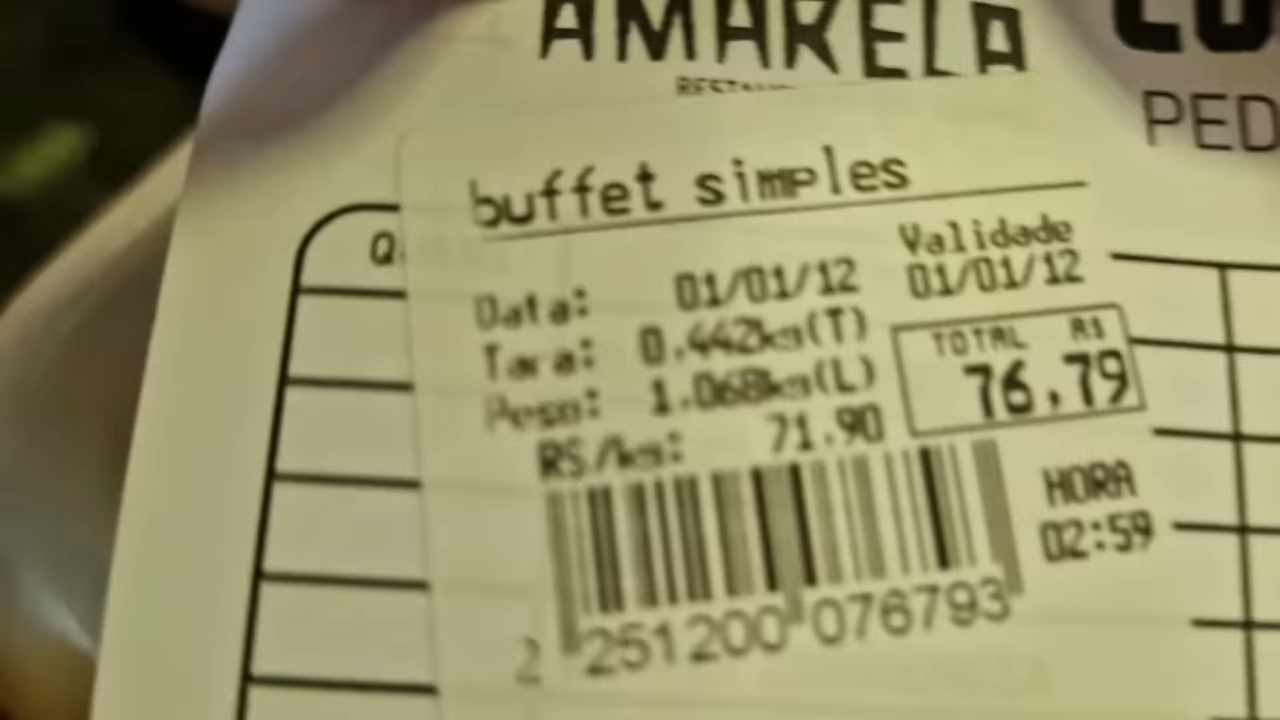 AMARELA
PED
buffet simples
Validade
Data: 01/01/12 01/01/12
Tara: 0.442kg(T)
TOTAL R$
Peso: 1.068kg(L)
76,79
R$/kg: 71.90
HORA
02:59
2 251200 076793